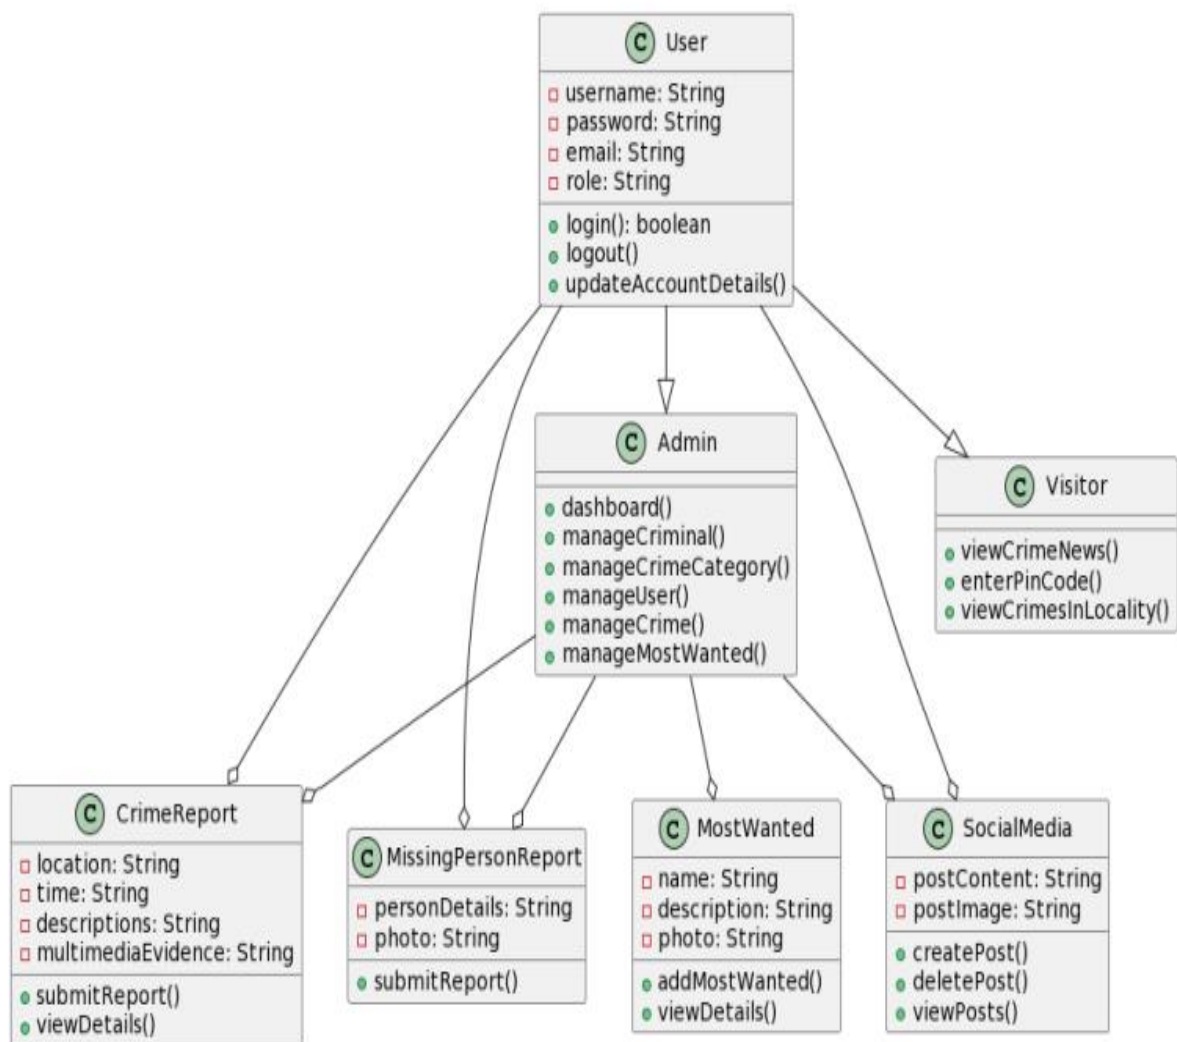 C User
username: String
password: String
email: String
role: String
login(): boolean
logout()
updateAccountDetails()
C Admin
dashboard()
manageCriminal()
manageCrimeCategory()
manageUser()
manageCrime()
manageMostWanted()
C Visitor
viewCrimeNews()
enterPinCode()
viewCrimesInLocality()
C CrimeReport
location: String
time: String
descriptions: String
multimediaEvidence: String
submitReport()
viewDetails()
C MissingPersonReport
personDetails: String
photo: String
submitReport()
C MostWanted
name: String
description: String
photo: String
addMostWanted()
viewDetails()
C SocialMedia
postContent: String
postImage: String
createPost()
deletePost()
viewPosts()